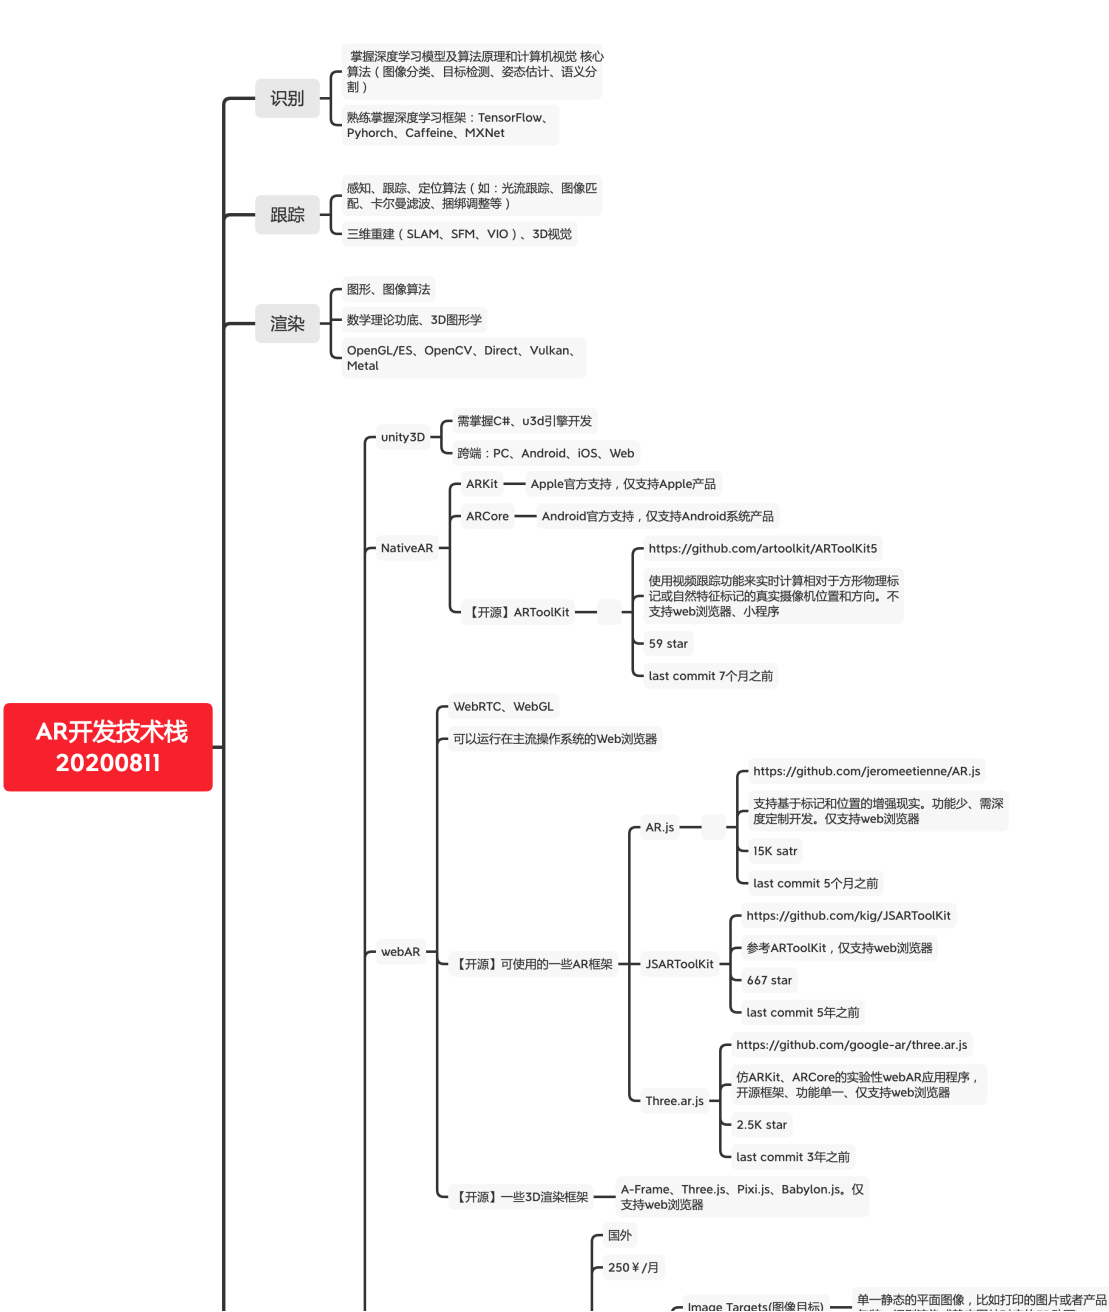 AR开发技术栈
20200811
识别
掌握深度学习模型及算法原理和计算机视觉 核心
算法（图像分类、目标检测、姿态估计、语义分
割）
熟练掌握深度学习框架：TensorFlow、
Pyhorch、Caffeine、MXNet
跟踪
感知、跟踪、定位算法（如：光流跟踪、图像匹
配、卡尔曼滤波、捆绑调整等）
三维重建（SLAM、SFM、VIO）、3D视觉
渲染
图形、图像算法
数学理论功底、3D图形学
OpenGL/ES、OpenCV、Direct、Vulkan、
Metal
unity3D
需掌握C#、u3d引擎开发
跨端：PC、Android、iOS、Web
NativeAR
ARKit
Apple官方支持，仅支持Apple产品
ARCore
Android官方支持，仅支持Android系统产品
【开源】ARToolKit
https://github.com/artoolkit/ARToolKit5
使用视频跟踪功能来实时计算相对于方形物理标
记或自然特征标记的真实摄像机位置和方向。不
支持web浏览器、小程序
59 star
last commit 7个月之前
webAR
WebRTC、WebGL
可以运行在主流操作系统的Web浏览器
【开源】可使用的一些AR框架
AR.js
https://github.com/jeromeetienne/AR.js
支持基于标记和位置的增强现实。功能少、需深
度定制开发。仅支持web浏览器
15K satr
last commit 5个月之前
JSARToolKit
https://github.com/kig/JSARToolKit
参考ARToolKit，仅支持web浏览器
667 star
last commit 5年之前
Three.ar.js
https://github.com/google-ar/three.ar.js
仿ARKit、ARCore的实验性webAR应用程序，
开源框架、功能单一、仅支持web浏览器
2.5K star
last commit 3年之前
【开源】一些3D渲染框架
A-Frame、Three.js、Pixi.js、Babylon.js。仅
支持web浏览器
国外
250￥/月
Image Targets(图像目标)
单一静态的平面图像，比如打印的图片或者产品